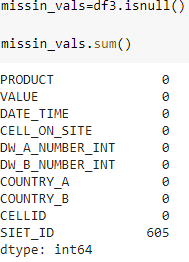 missin_vals=df3.isnull()
missin_vals.sum()
PRODUCT 0
VALUE 0
DATE_TIME 0
CELL_ON_SITE 0
DW_A_NUMBER_INT 0
DW_B_NUMBER_INT 0
COUNTRY_A 0
COUNTRY_B 0
CELLID 0
SIET_ID 605
dtype: int64